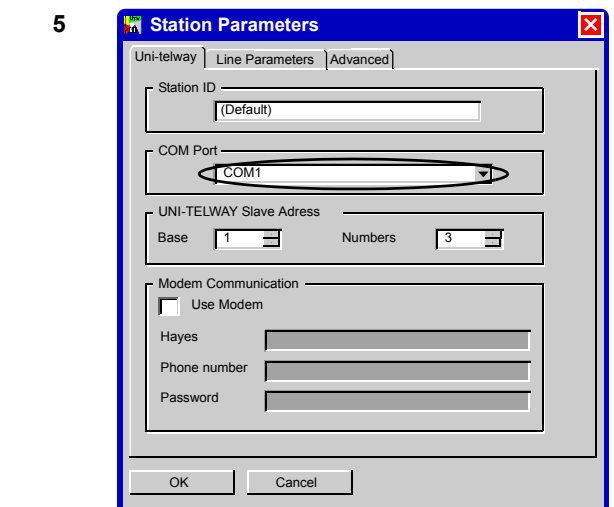 5
Station Parameters
Uni-telway Line Parameters Advanced
Station ID
(Default)
COM Port
COM1
UNI-TELWAY Slave Adress
Base 1 Numbers 3
Modem Communication
Use Modem
Hayes
Phone number
Password
OK Cancel